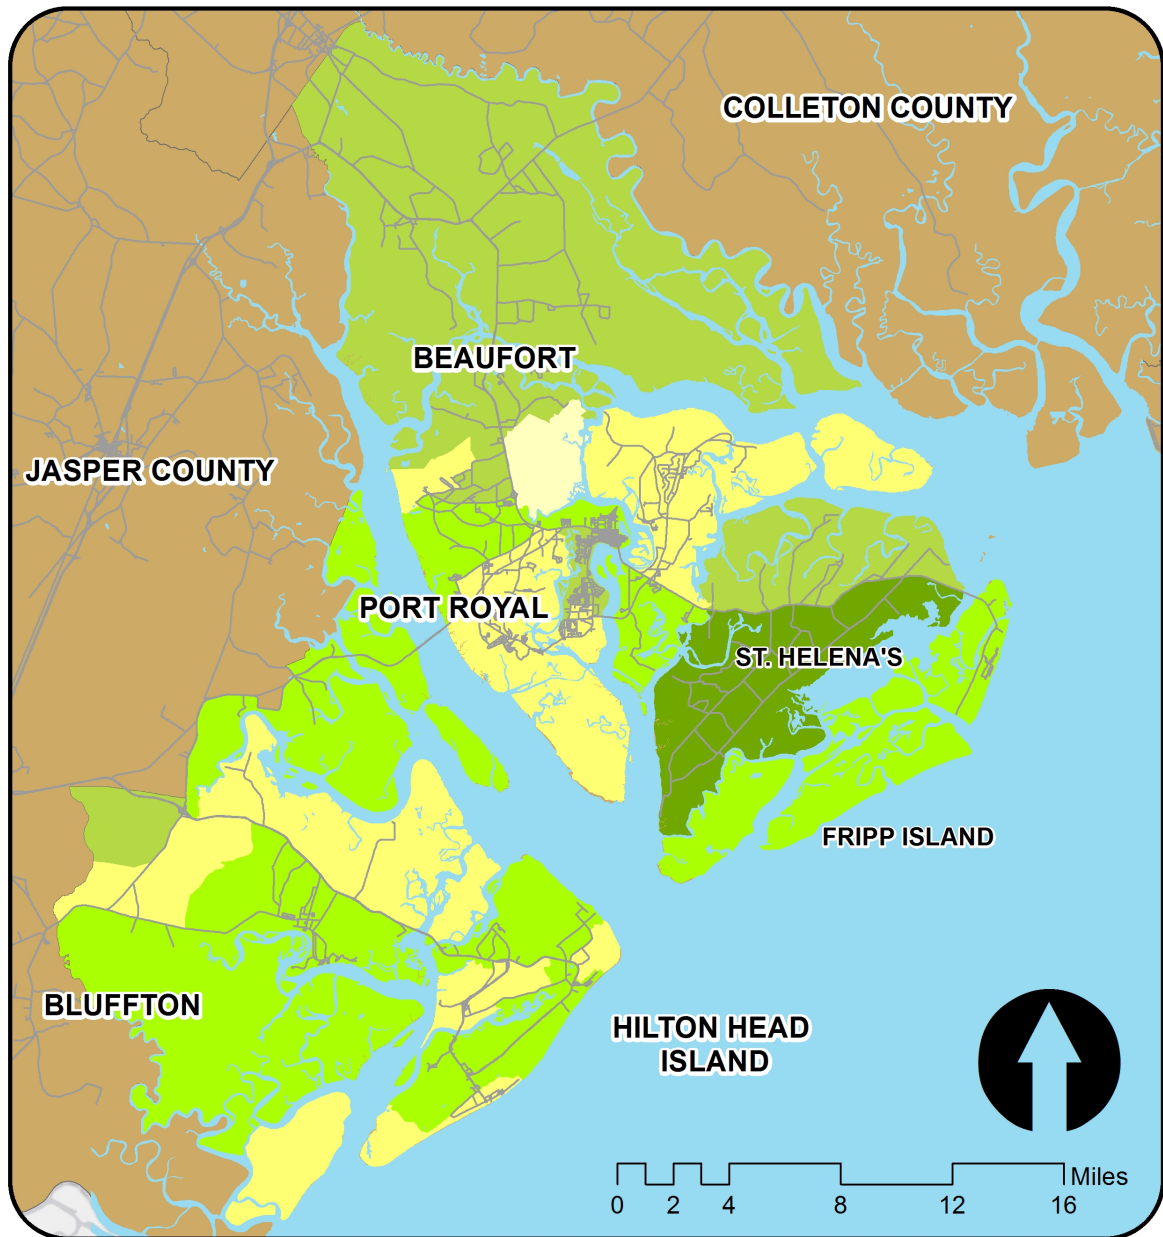 COLLETON COUNTY
BEAUFORT
JASPER COUNTY
PORT ROYAL
ST. HELENA'S
FRIPP ISLAND
BLUFFTON
HILTON HEAD
ISLAND
Miles
0 2 4 8 12 16